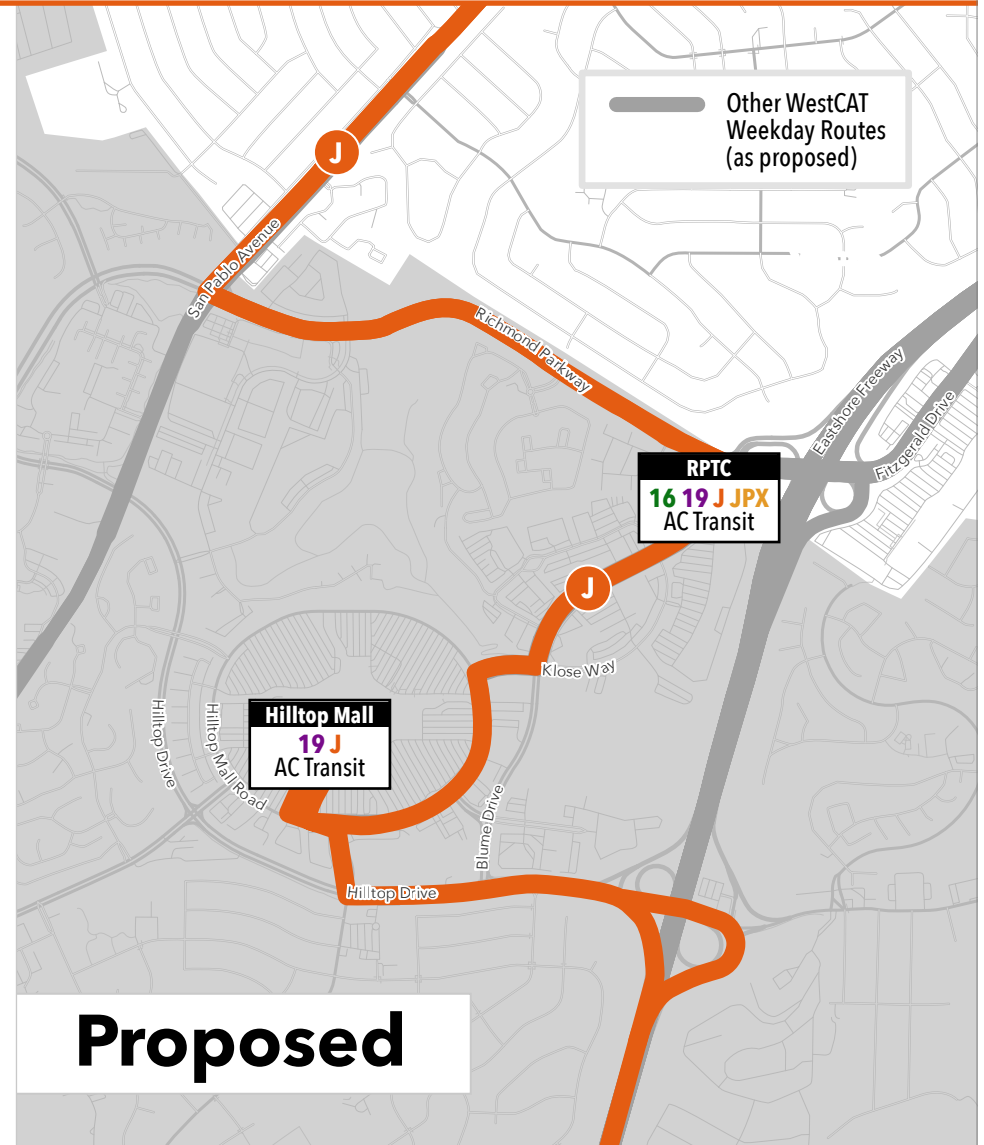 Other WestCAT
Weekday Routes
(as proposed)
J
San Pablo Avenue
Richmond Parkway
Eastshore Freeway
Fitzgerald Drive
RPTC
16 19 J JPX
AC Transit
J
Klose Way
Hilltop Drive
Hilltop Mall Road
Hilltop Mall
19 J
AC Transit
Blume Drive
Hilltop Drive
Proposed